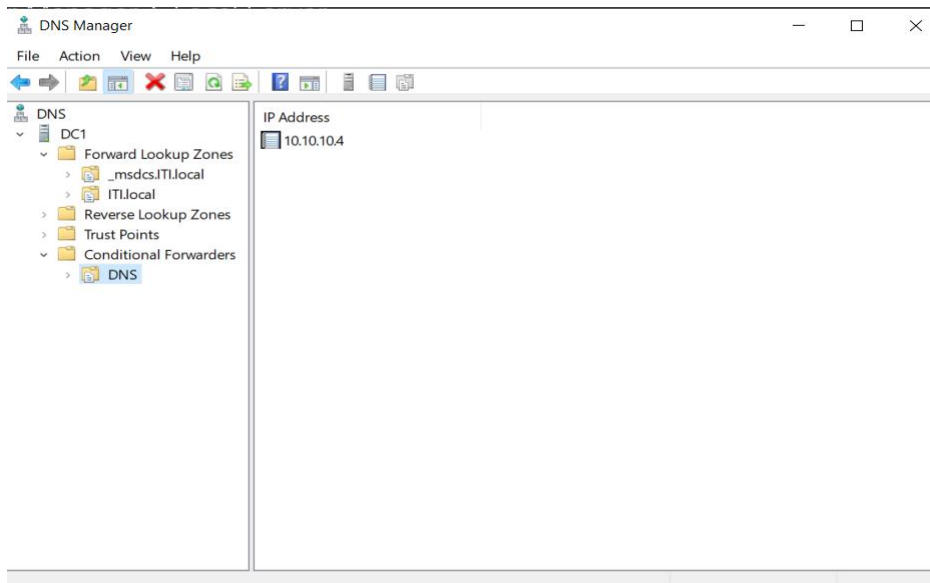 DNS Manager
File Action View Help
DNS
DC1
Forward Lookup Zones
_msdcs.ITI.local
ITI.local
Reverse Lookup Zones
Trust Points
Conditional Forwarders
DNS
IP Address
10.10.10.4